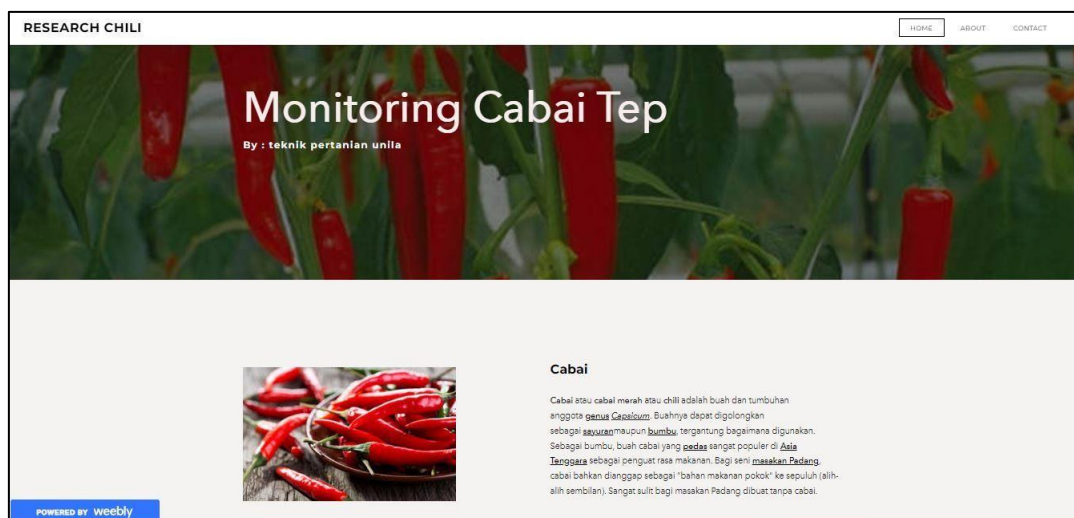 RESEARCH CHILI
HOME ABOUT CONTACT
Monitoring Cabai Tep
By : teknik pertanian unila
Cabai
Cabai atau cabai merah atau chili adalah buah dan tumbuhan
anggota genus Capsicum. Buahnya dapat digolongkan
sebagai sayuranmaupun bumbu, tergantung bagaimana digunakan.
Sebagai bumbu, buah cabai yang pedas sangat populer di Asia
Tenggara sebagai penguat rasa makanan. Bagi seni masakan Padang,
cabai bahkan dianggap sebagai "bahan makanan pokok" ke sepuluh (alih-
alih sembilan). Sangat sulit bagi masakan Padang dibuat tanpa cabai.
POWERED BY weebly